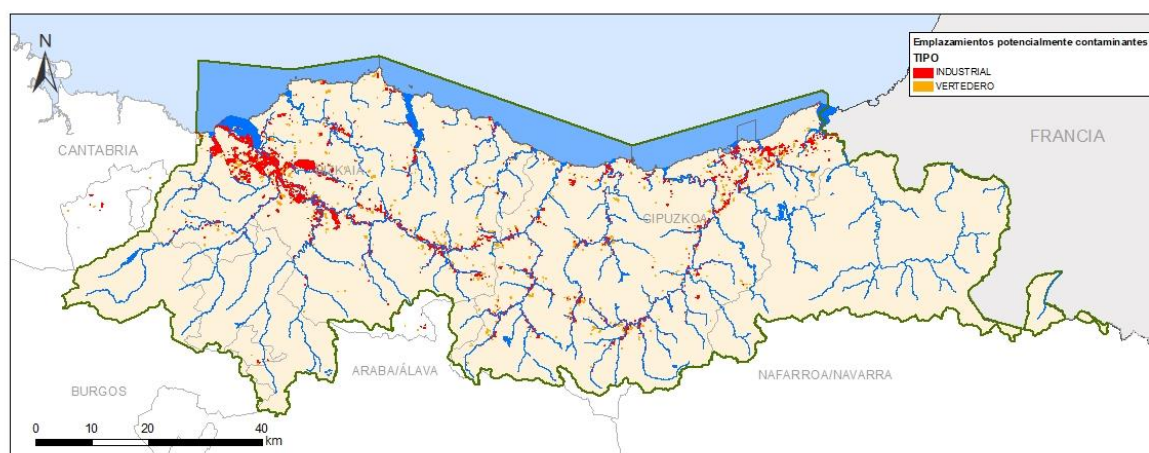 N
Emplazamientos potencialmente contaminantes
TIPO
INDUSTRIAL
VERTEDERO
FRANCIA
CANTABRIA
BIZKAIA
GIPUZKOA
ARABA/ÁLAVA
NAFARROA/NAVARRA
BURGOS
0 10 20 40
km